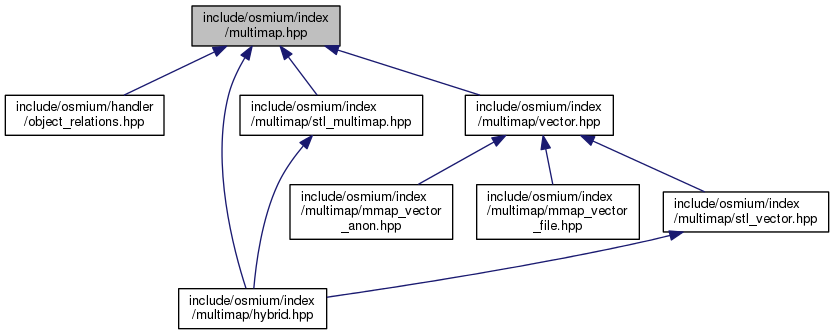 include/osmium/index
/multimap.hpp
include/osmium/handler
/object_relations.hpp
include/osmium/index
/multimap/stl_multimap.hpp
include/osmium/index
/multimap/vector.hpp
include/osmium/index
/multimap/mmap_vector
_anon.hpp
include/osmium/index
/multimap/mmap_vector
_file.hpp
include/osmium/index
/multimap/stl_vector.hpp
include/osmium/index
/multimap/hybrid.hpp